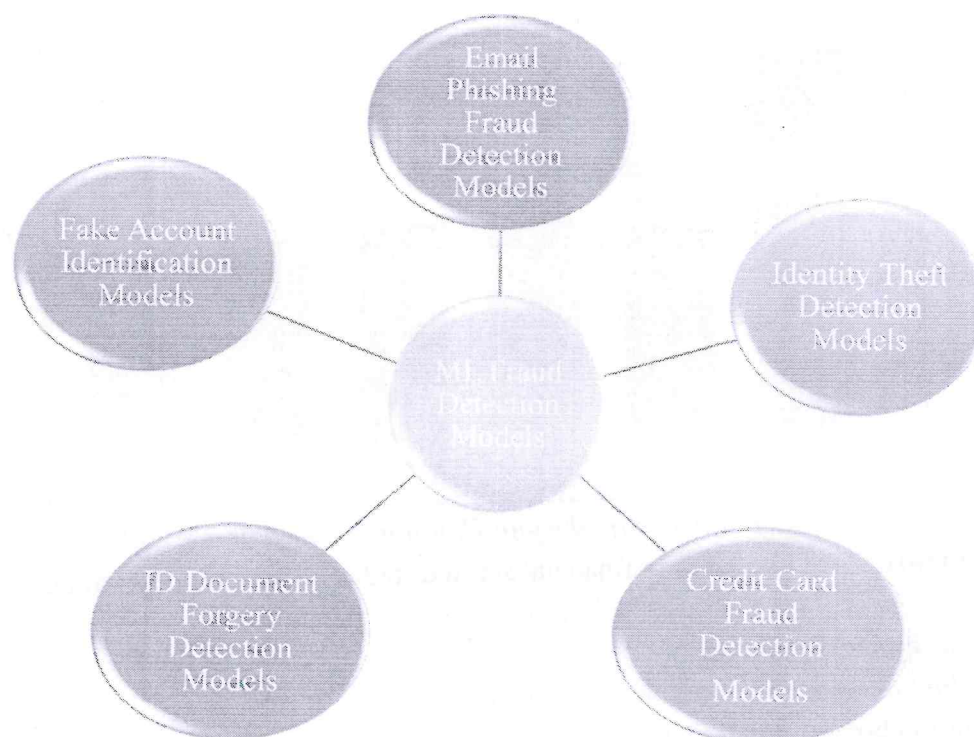 Email
Phishing
Fraud
Detection
Models
Fake Account
Identification
Models
Identity Theft
Detection
Models
ML Fraud
Detection
Models
ID Document
Forgery
Detection
Models
Credit Card
Fraud
Detection
Models